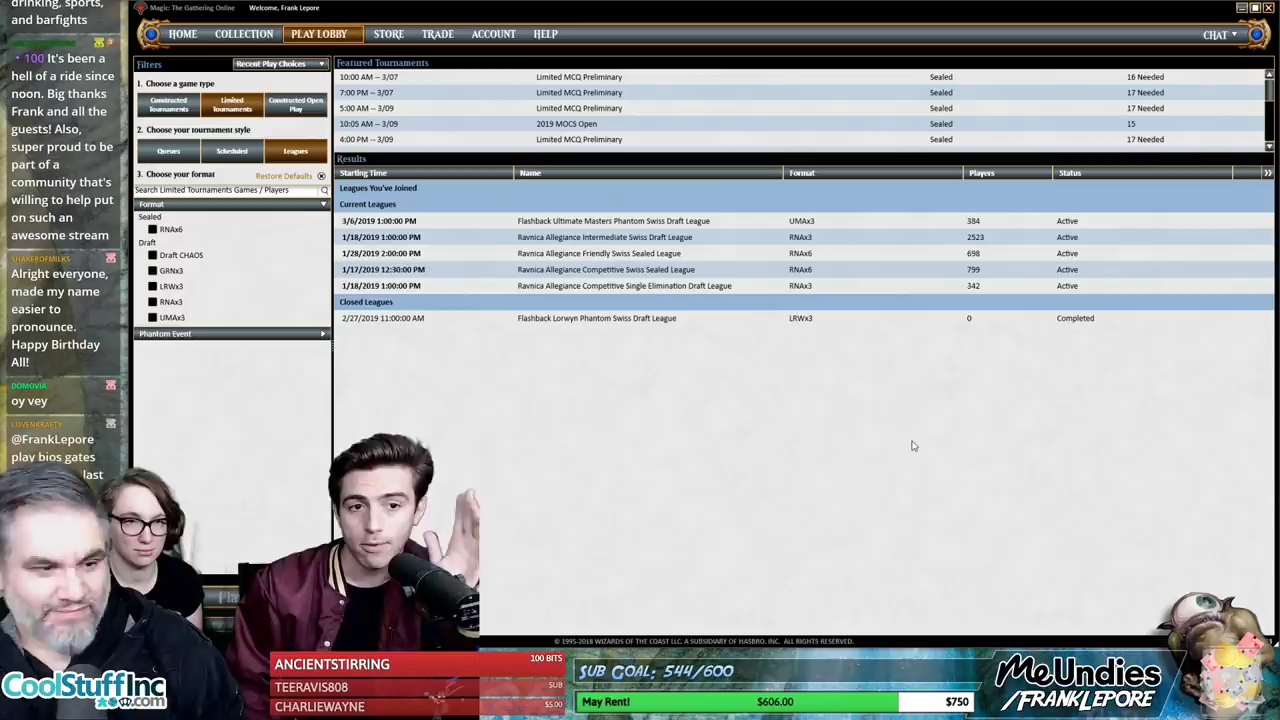 drinking, sports,
and barfights
100 It's been a
hell of a ride since
noon. Big thanks
Frank and all the
guests! Also,
super proud to be
part of a
community that's
willing to help put
on such an
awesome stream
SHAKEROFMILKS
Alright everyone,
made my name
easier to
pronounce.
Happy Birthday
All!
DOMOVIA
oy vey
LOVENKRAFTY
@FrankLepore
play bios gates
last
Magic: The Gathering Online
Welcome, Frank Lepore
HOME
COLLECTION
PLAY LOBBY
STORE
TRADE
ACCOUNT
HELP
CHAT
Filters
Recent Play Choices
1. Choose a game type
Constructed Tournaments
Limited Tournaments
Constructed Open Play
2. Choose your tournament style
Queues
Scheduled
Leagues
3. Choose your format
Restore Defaults
Search Limited Tournaments Games / Players
Format
Sealed
RNAx6
Draft
Draft CHAOS
GRNx3
LRWx3
RNAx3
UMAx3
Phantom Event
Featured Tournaments
10:00 AM -- 3/07 Limited MCQ Preliminary Sealed 16 Needed
7:00 PM -- 3/07 Limited MCQ Preliminary Sealed 17 Needed
5:00 AM -- 3/09 Limited MCQ Preliminary Sealed 17 Needed
10:05 AM -- 3/09 2019 MOCS Open Sealed 15
4:00 PM -- 3/09 Limited MCQ Preliminary Sealed 17 Needed
Results
Starting Time Name Format Players Status
Leagues You've Joined
Current Leagues
3/6/2019 1:00:00 PM Flashback Ultimate Masters Phantom Swiss Draft League UMAx3 384 Active
1/18/2019 1:00:00 PM Ravnica Allegiance Intermediate Swiss Draft League RNAx3 2523 Active
1/28/2019 2:00:00 PM Ravnica Allegiance Friendly Swiss Sealed League RNAx6 698 Active
1/17/2019 12:30:00 PM Ravnica Allegiance Competitive Swiss Sealed League RNAx6 799 Active
1/18/2019 1:00:00 PM Ravnica Allegiance Competitive Single Elimination Draft League RNAx3 342 Active
Closed Leagues
2/27/2019 11:00:00 AM Flashback Lorwyn Phantom Swiss Draft League LRWx3 0 Completed
© 1995-2018 WIZARDS OF THE COAST LLC, A SUBSIDIARY OF HASBRO, INC. ALL RIGHTS RESERVED.
CoolStuffInc
.com
ANCIENTSTIRRING 100 BITS
TEERAVIS808 SUB
CHARLIEWAYNE $5.00
SUB GOAL: 544/600
May Rent! $606.00 $750
MeUndies
/FRANKLEPORE